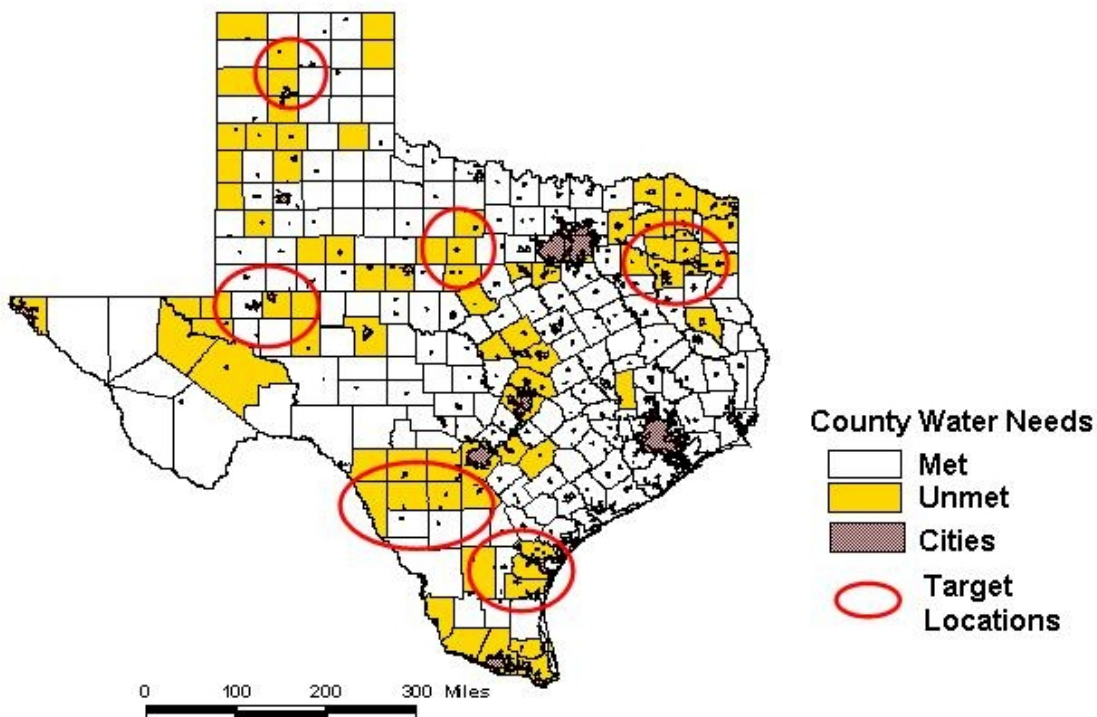 County Water Needs
Met
Unmet
Cities
Target
Locations
0 100 200 300 Miles